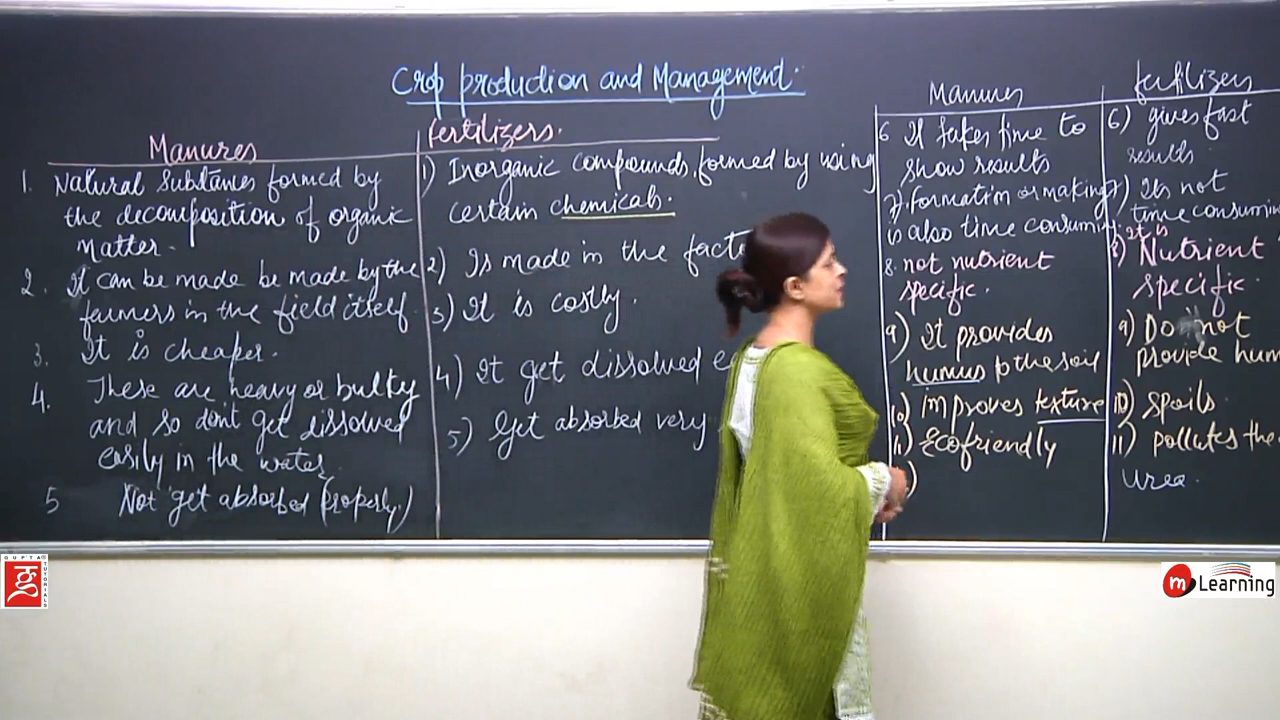 Crop production and Management.
Manures
1. Natural Substances formed by
the decomposition of organic
Matter.
2. It can be made be made by the
farmers in the field itself.
3. It is cheaper.
4. These are heavy or bulky
and so don't get dissolved
easily in the water.
5 Not get absorbed (properly)
fertilizers.
1) Inorganic compounds, formed by using
certain chemicals.
2) Is made in the
3) It is costly.
4) It get dissolved
5) Get absorbed very
Manures
6 It takes time to
show results
7. formation or making
is also time
8. not nutrient
specific.
9) It provides
humus to the soil
10) improves texture
11) Ecofriendly
fertilizers
6) gives fast
results.
7) Its not
time
8) It is Nutrient
specific.
9) Do not
provide
10) Spoils.
11) pollutes the
Urea.
GUPTA
TUTORIALS
m Learning